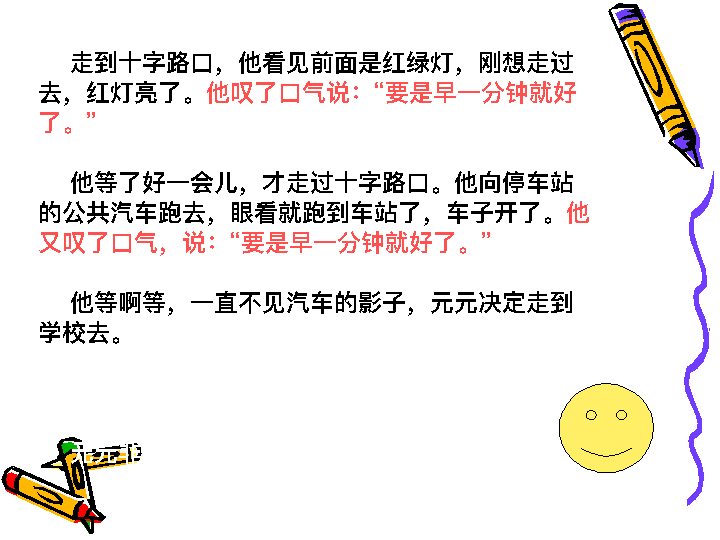 走到十字路口，他看见前面是红绿灯，刚想走过
去，红灯亮了。他叹了口气说：“要是早一分钟就好
了。”
他等了好一会儿，才走过十字路口。他向停车站
的公共汽车跑去，眼看就跑到车站了，车子开了。他
又叹了口气，说：“要是早一分钟就好了。”
他等啊等，一直不见汽车的影子，元元决定走到
学校去。
元元非